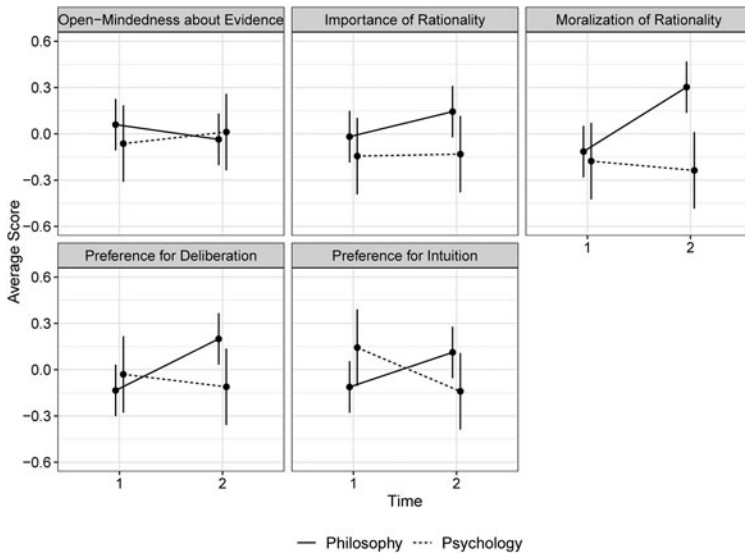 Open−Mindedness about Evidence
Importance of Rationality
Moralization of Rationality
0.6
0.3
0.0
−0.3
−0.6
1
2
Preference for Deliberation
Preference for Intuition
0.6
0.3
0.0
−0.3
−0.6
1
2
1
2
Average Score
Time
Philosophy
Psychology